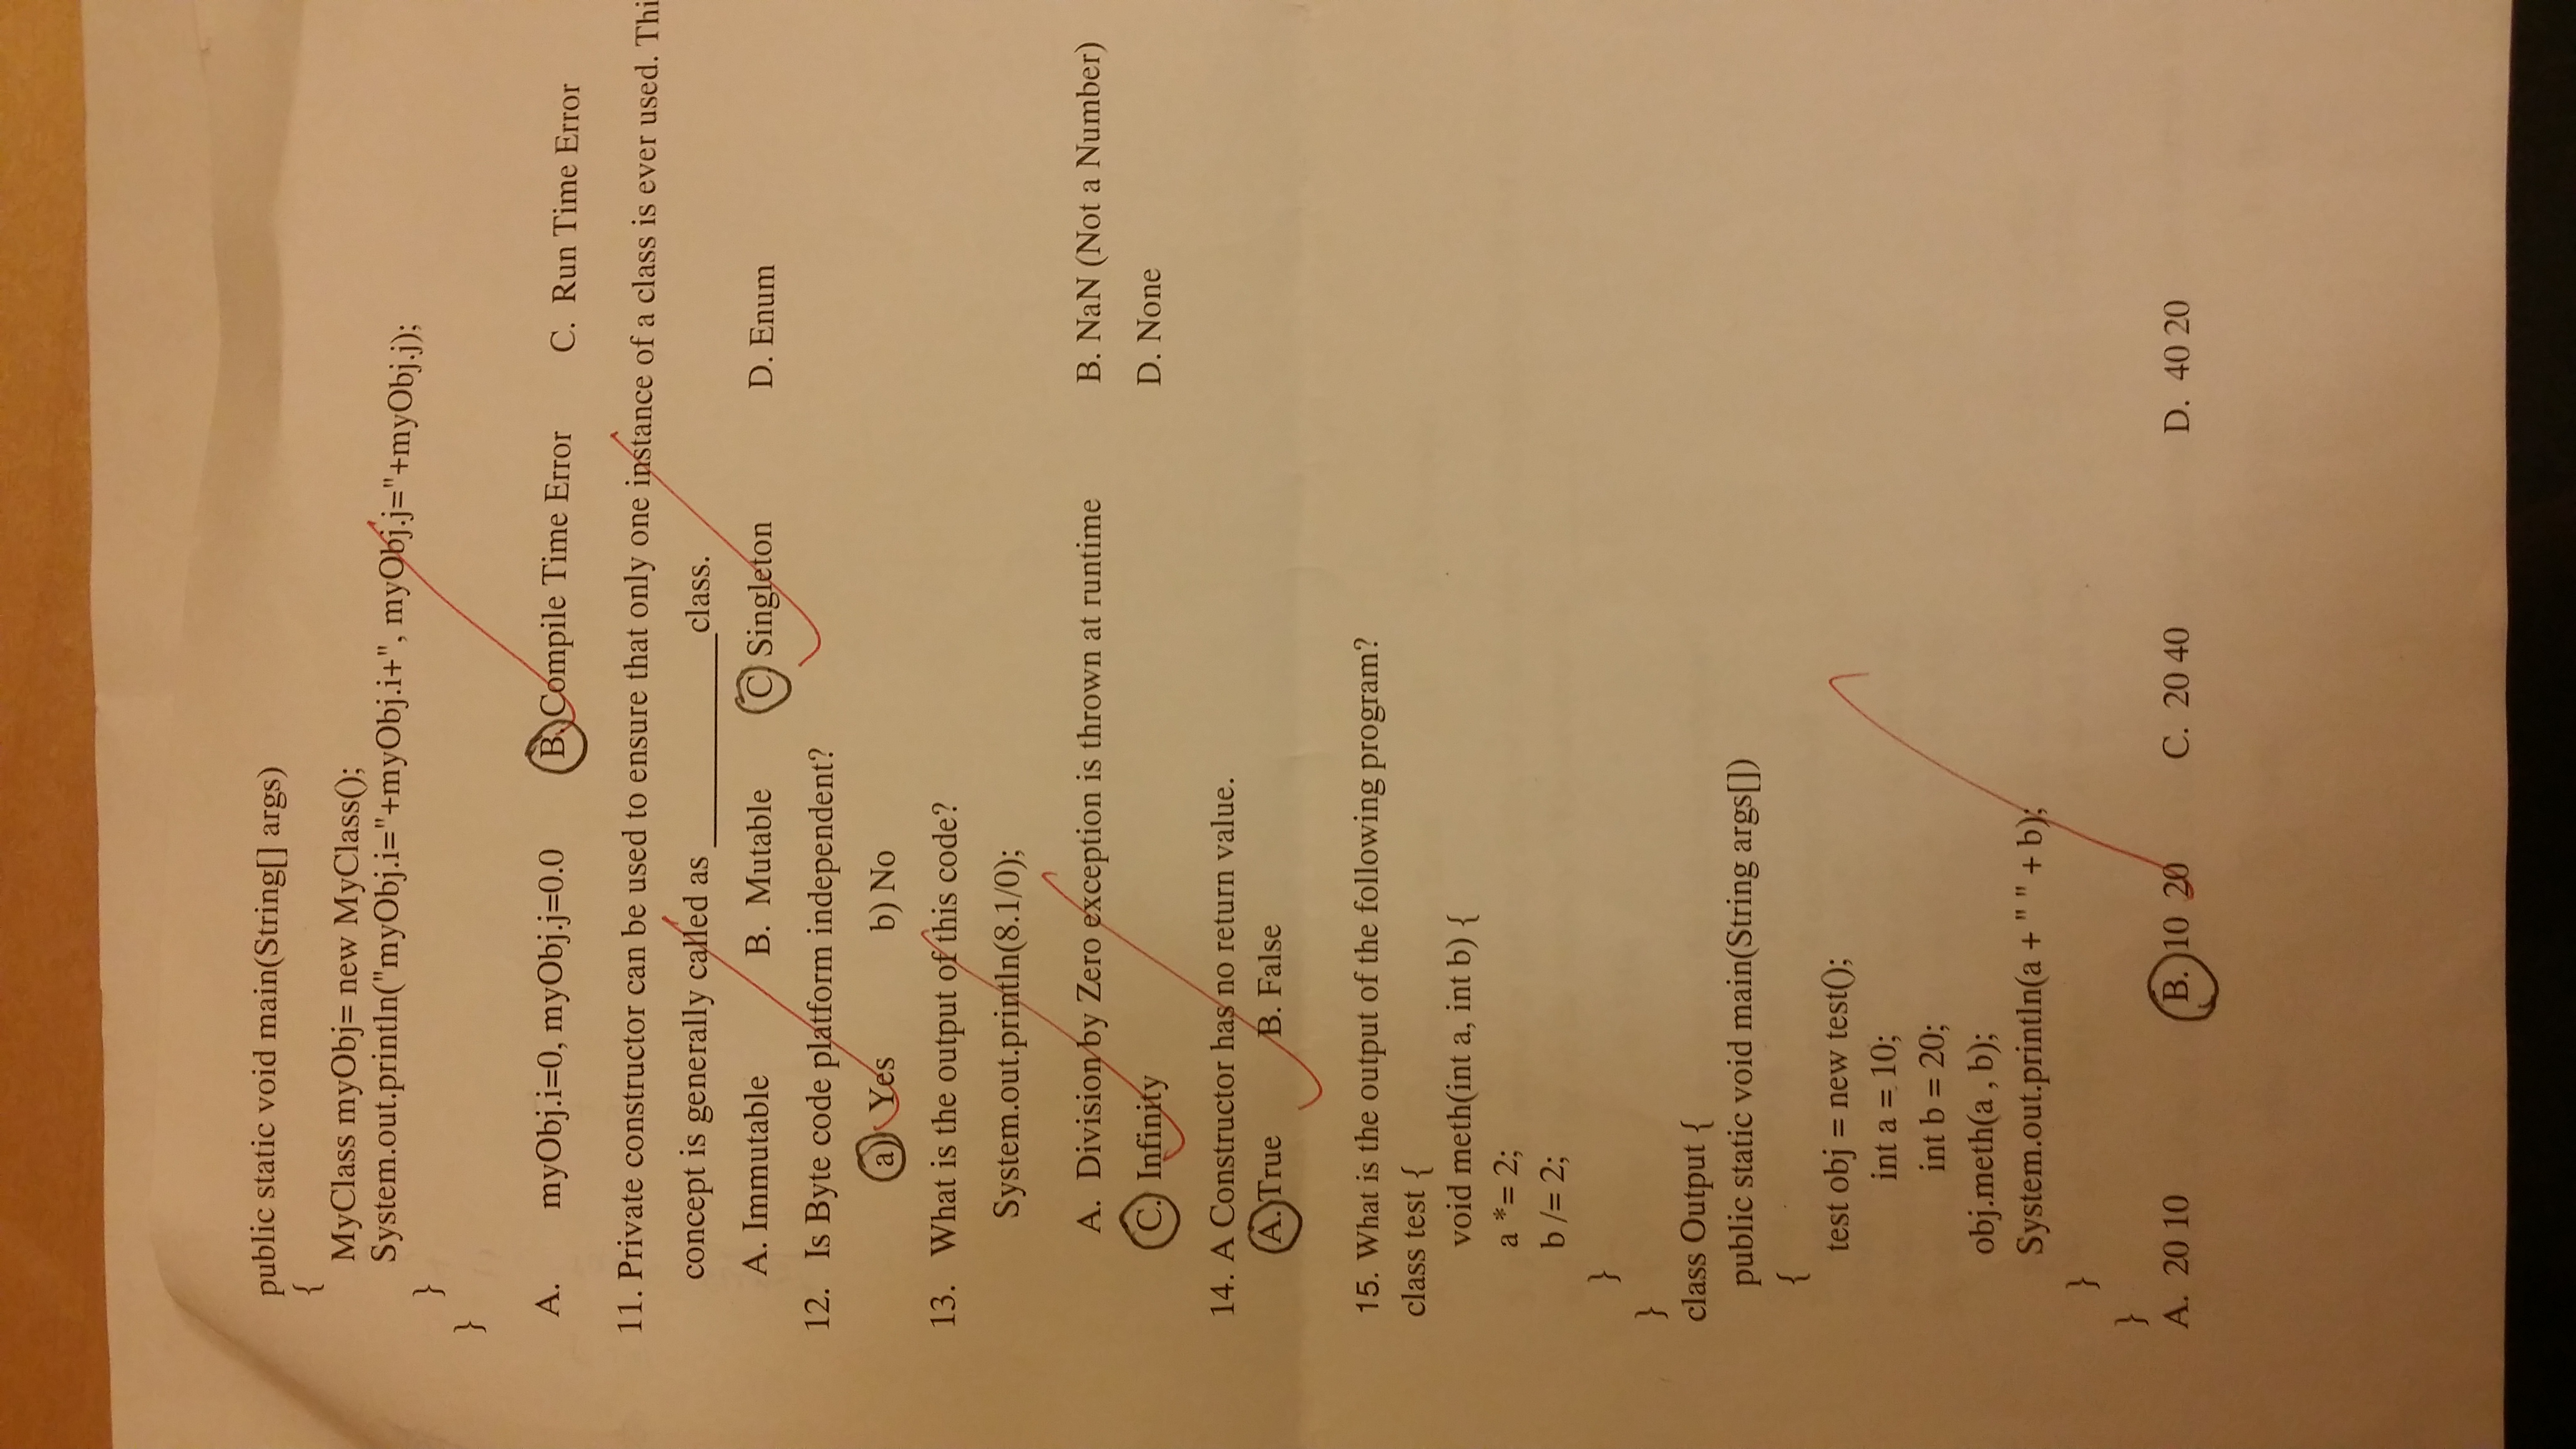 public static void main(String[] args)
{
MyClass myObj= new MyClass();
System.out.println("myObj.i="+myObj.i+", myObj.j="+myObj.j);
}
}
A. myObj.i=0, myObj.j=0.0 B. Compile Time Error C. Run Time Error
11. Private constructor can be used to ensure that only one instance of a class is ever used. Thi
concept is generally called as ____________class.
A. Immutable B. Mutable C Singleton D. Enum
12. Is Byte code platform independent?
a) Yes b) No
13. What is the output of this code?
System.out.println(8.1/0);
A. Division by Zero exception is thrown at runtime B. NaN (Not a Number)
C. Infinity D. None
14. A Constructor has no return value.
A. True B. False
15. What is the output of the following program?
class test {
void meth(int a, int b) {
a *= 2;
b /= 2;
}
}
class Output {
public static void main(String args[])
{
test obj = new test();
int a = 10;
int b = 20;
obj.meth(a , b);
System.out.println(a + " " + b);
}
}
A. 20 10 B. 10 20 C. 20 40 D. 40 20